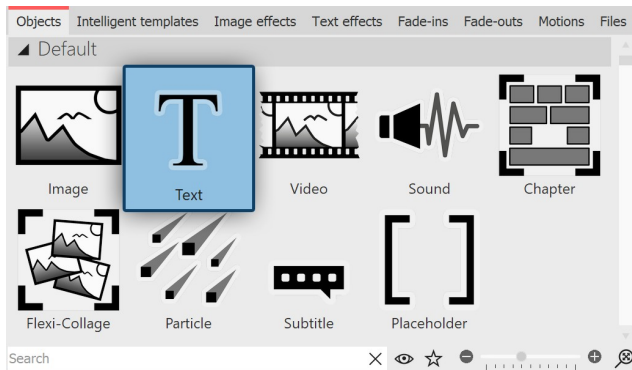 Objects Intelligent templates Image effects Text effects Fade-ins Fade-outs Motions Files
Default
Image Text Video Sound Chapter
Flexi-Collage Particle Subtitle Placeholder
Search